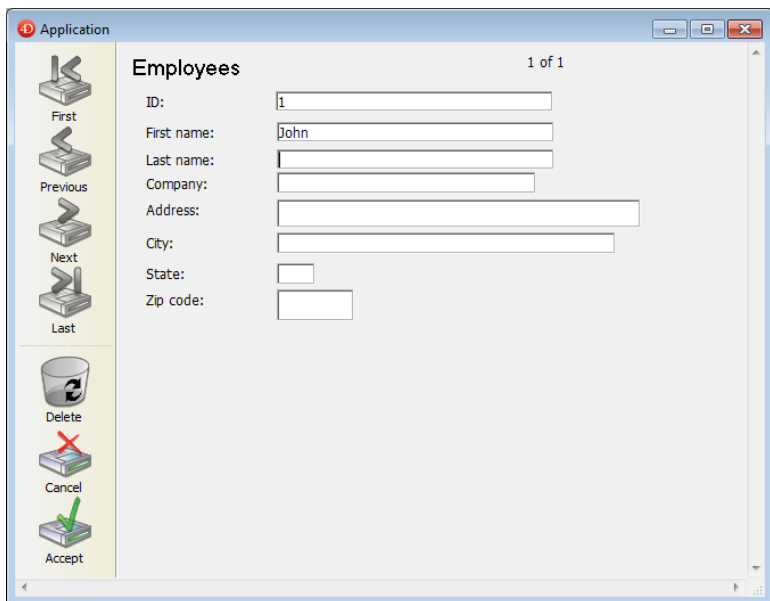 4D Application
First
Previous
Next
Last
Delete
Cancel
Accept
Employees
1 of 1
ID: 1
First name: John
Last name:
Company:
Address:
City:
State:
Zip code: